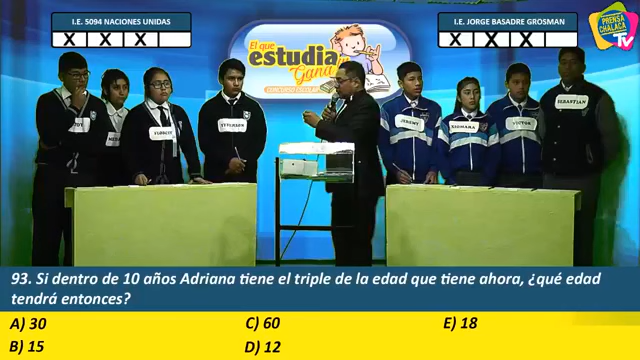 I.E. 5094 NACIONES UNIDAS
X X X
I.E. JORGE BASADRE GROSMAN
X X X
PRENSA
CHALACA
TV
El que
estudia
Gana
CONCURSO ESCOLAR
JEREMY
XIOMARA
VICTOR
SEBASTIAN
93. Si dentro de 10 años Adriana tiene el triple de la edad que tiene ahora, ¿qué edad
tendrá entonces?
A) 30
C) 60
E) 18
B) 15
D) 12